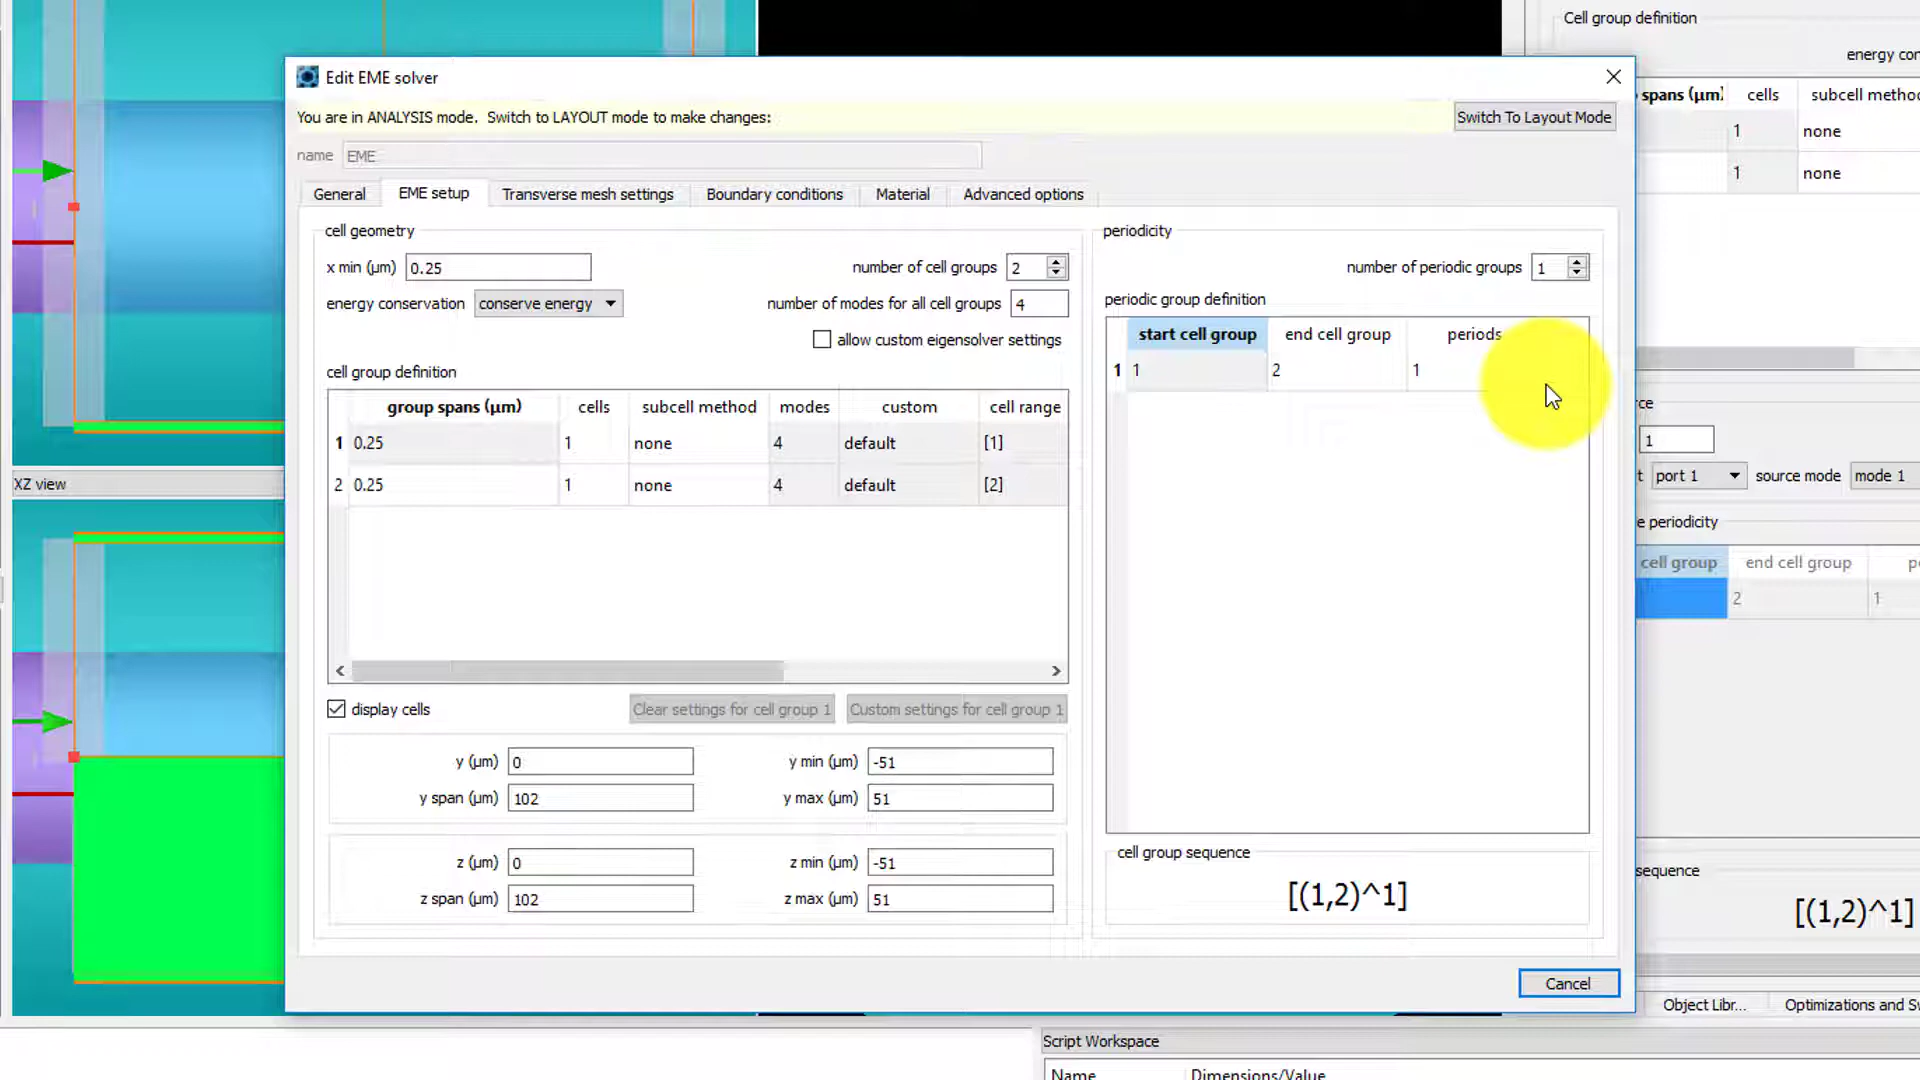 Cell group definition
energy con
Edit EME solver
You are in ANALYSIS mode. Switch to LAYOUT mode to make changes:
Switch To Layout Mode
spans (µm)
cells
subcell metho
1
none
1
none
name
EME
General
EME setup
Transverse mesh settings
Boundary conditions
Material
Advanced options
cell geometry
x min (µm)
0.25
number of cell groups
2
energy conservation
conserve energy
number of modes for all cell groups
4
allow custom eigensolver settings
cell group definition
group spans (µm)
cells
subcell method
modes
custom
cell range
1
0.25
1
none
4
default
[1]
2
0.25
1
none
4
default
[2]
display cells
Clear settings for cell group 1
Custom settings for cell group 1
y (µm)
0
y min (µm)
-51
y span (µm)
102
y max (µm)
51
z (µm)
0
z min (µm)
-51
z span (µm)
102
z max (µm)
51
periodicity
number of periodic groups
1
periodic group definition
start cell group
end cell group
periods
1
1
2
1
cell group sequence
[(1,2)^1]
Cancel
XZ view
rce
1
t
port 1
source mode
mode 1
e periodicity
cell group
end cell group
pe
2
1
sequence
[(1,2)^1]
Object Libr...
Optimizations and Sw
Script Workspace
Name
Dimensions/Value